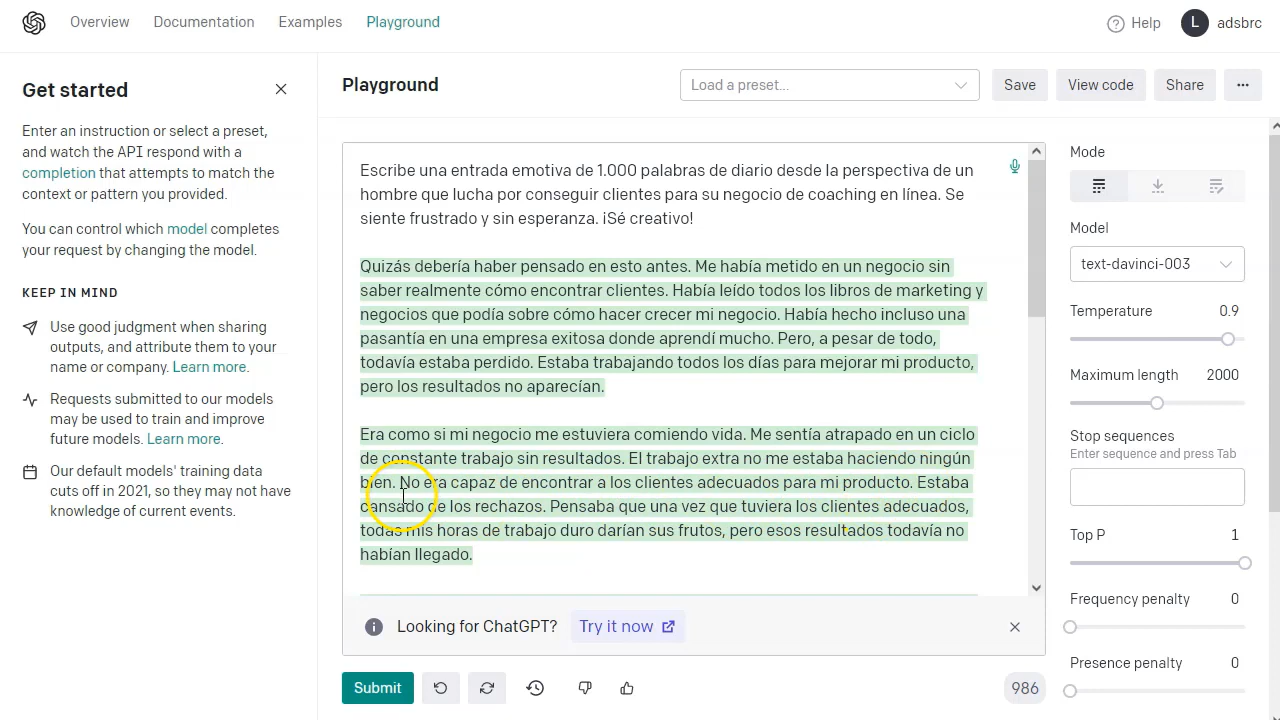 Overview Documentation Examples Playground Help L adsbrc
Get started
Enter an instruction or select a preset,
and watch the API respond with a
completion that attempts to match the
context or pattern you provided.
You can control which model completes
your request by changing the model.
KEEP IN MIND
Use good judgment when sharing
outputs, and attribute them to your
name or company. Learn more.
Requests submitted to our models
may be used to train and improve
future models. Learn more.
Our default models' training data
cuts off in 2021, so they may not have
knowledge of current events.
Playground
Load a preset...
Save
View code
Share
Escribe una entrada emotiva de 1.000 palabras de diario desde la perspectiva de un
hombre que lucha por conseguir clientes para su negocio de coaching en línea. Se
siente frustrado y sin esperanza. ¡Sé creativo!
Quizás debería haber pensado en esto antes. Me había metido en un negocio sin
saber realmente cómo encontrar clientes. Había leído todos los libros de marketing y
negocios que podía sobre cómo hacer crecer mi negocio. Había hecho incluso una
pasantía en una empresa exitosa donde aprendí mucho. Pero, a pesar de todo,
todavía estaba perdido. Estaba trabajando todos los días para mejorar mi producto,
pero los resultados no aparecían.
Era como si mi negocio me estuviera comiendo vida. Me sentía atrapado en un ciclo
de constante trabajo sin resultados. El trabajo extra no me estaba haciendo ningún
bien. No era capaz de encontrar a los clientes adecuados para mi producto. Estaba
cansado de los rechazos. Pensaba que una vez que tuviera los clientes adecuados,
todas mis horas de trabajo duro darían sus frutos, pero esos resultados todavía no
habían llegado.
Looking for ChatGPT? Try it now
Submit
986
Mode
Model
text-davinci-003
Temperature 0.9
Maximum length 2000
Stop sequences
Enter sequence and press Tab
Top P 1
Frequency penalty 0
Presence penalty 0